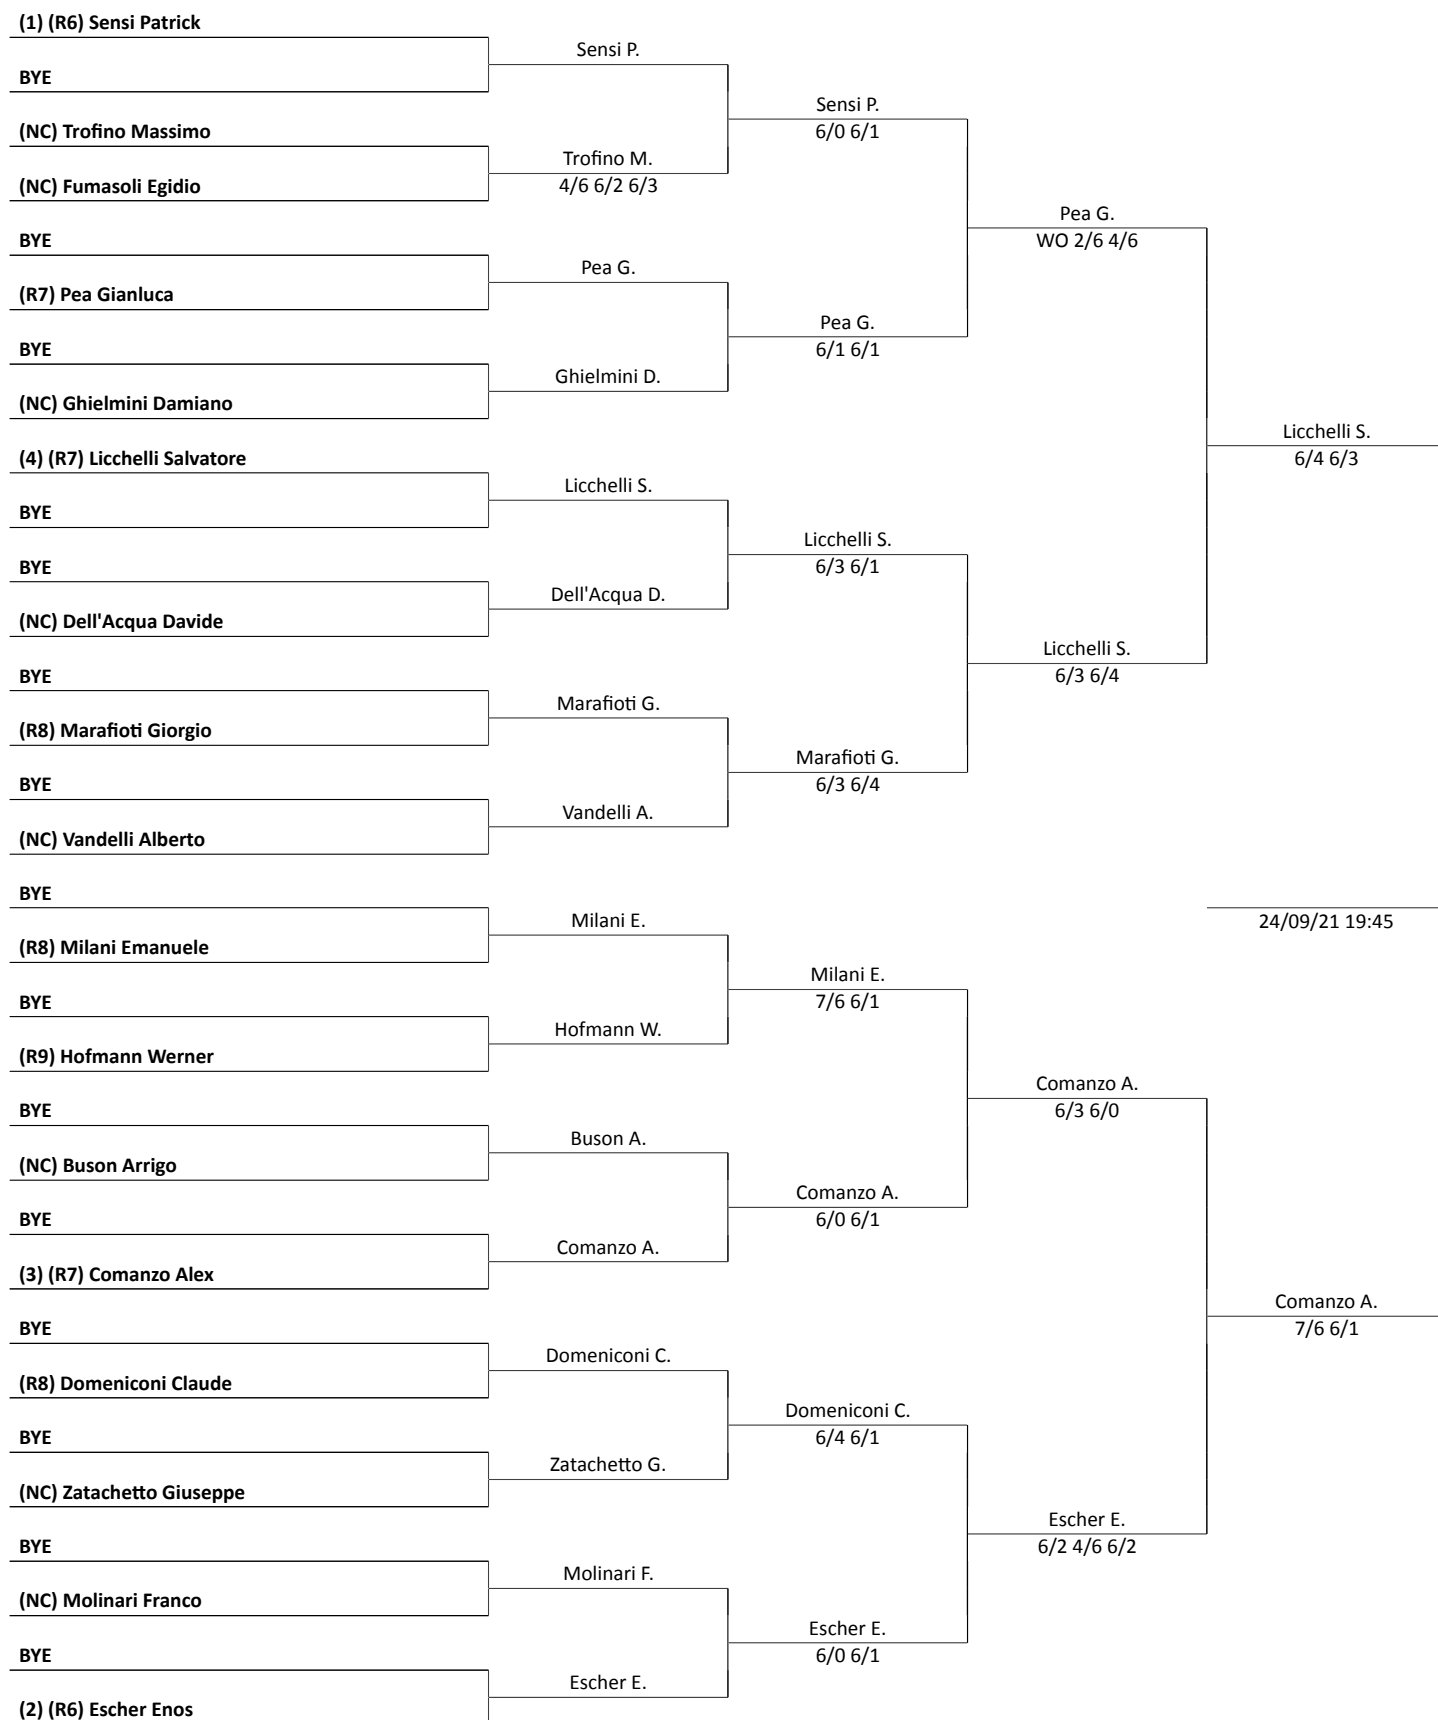 (1) (R6) Sensi Patrick
BYE
(NC) Trofino Massimo
(NC) Fumasoli Egidio
BYE
(R7) Pea Gianluca
BYE
(NC) Ghielmini Damiano
(4) (R7) Licchelli Salvatore
BYE
BYE
(NC) Dell'Acqua Davide
BYE
(R8) Marafioti Giorgio
BYE
(NC) Vandelli Alberto
BYE
(R8) Milani Emanuele
BYE
(R9) Hofmann Werner
BYE
(NC) Buson Arrigo
BYE
(3) (R7) Comanzo Alex
BYE
(R8) Domeniconi Claude
BYE
(NC) Zatachetto Giuseppe
BYE
(NC) Molinari Franco
BYE
(2) (R6) Escher Enos
Sensi P.
Trofino M.
4/6 6/2 6/3
Pea G.
Ghielmini D.
Licchelli S.
Dell'Acqua D.
Marafioti G.
Vandelli A.
Milani E.
Hofmann W.
Buson A.
Comanzo A.
Domeniconi C.
Zatachetto G.
Molinari F.
Escher E.
Sensi P.
6/0 6/1
Pea G.
6/1 6/1
Licchelli S.
6/3 6/1
Marafioti G.
6/3 6/4
Milani E.
7/6 6/1
Comanzo A.
6/0 6/1
Domeniconi C.
6/4 6/1
Escher E.
6/0 6/1
Pea G.
WO 2/6 4/6
Licchelli S.
6/3 6/4
Comanzo A.
6/3 6/0
Escher E.
6/2 4/6 6/2
Licchelli S.
6/4 6/3
Comanzo A.
7/6 6/1
24/09/21 19:45